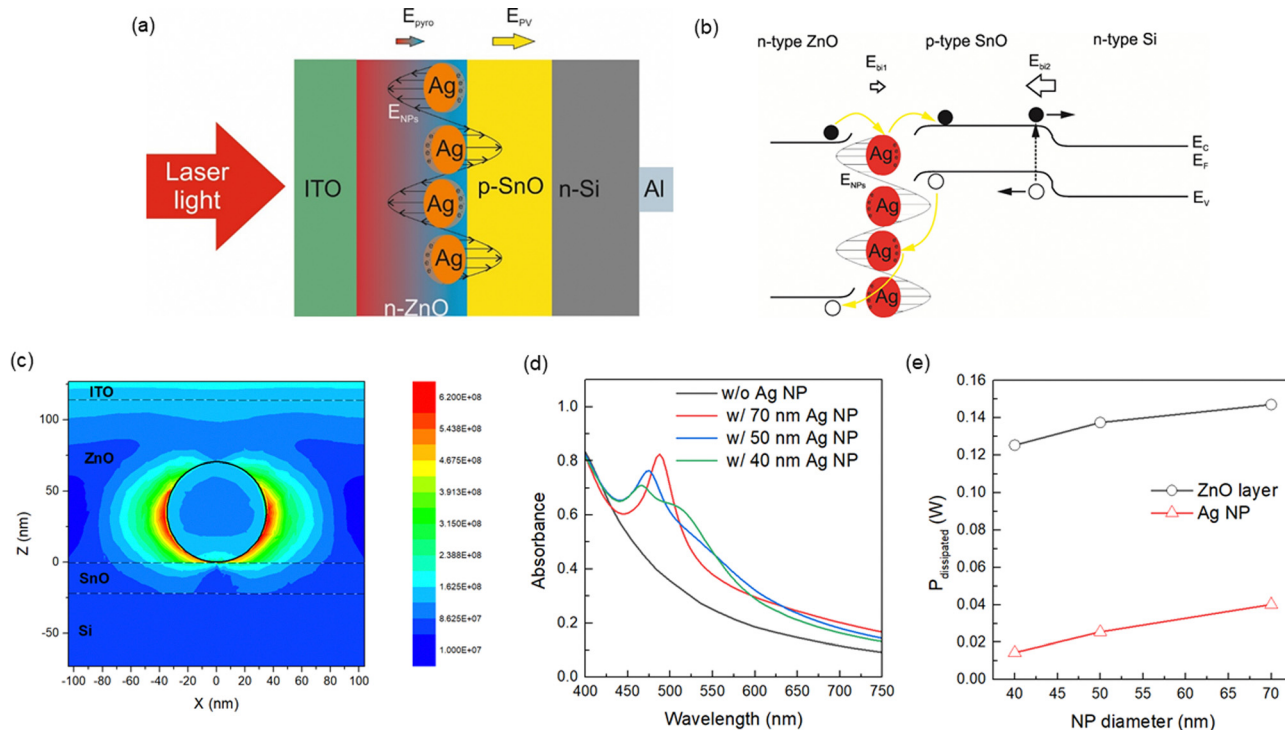 (a)
E_pyro
E_PV
Laser
light
ITO
Ag
E_NPs
Ag
Ag
Ag
n-ZnO
p-SnO
n-Si
Al
(b)
n-type ZnO
p-type SnO
n-type Si
E_bi1
E_bi2
Ag
E_NPs
Ag
Ag
Ag
E_C
E_F
E_V
(c)
ITO
ZnO
SnO
Si
100
50
0
-50
Z (nm)
-100 -80 -60 -40 -20 0 20 40 60 80 100
X (nm)
6.200E+08
5.438E+08
4.675E+08
3.913E+08
3.150E+08
2.388E+08
1.625E+08
8.625E+07
1.000E+07
(d)
w/o Ag NP
w/ 70 nm Ag NP
w/ 50 nm Ag NP
w/ 40 nm Ag NP
1.0
0.8
0.6
0.4
0.2
0.0
Absorbance
400 450 500 550 600 650 700 750
Wavelength (nm)
(e)
0.16
0.14
0.12
0.10
0.08
0.06
0.04
0.02
0.00
P_dissipated (W)
ZnO layer
Ag NP
40 45 50 55 60 65 70
NP diameter (nm)